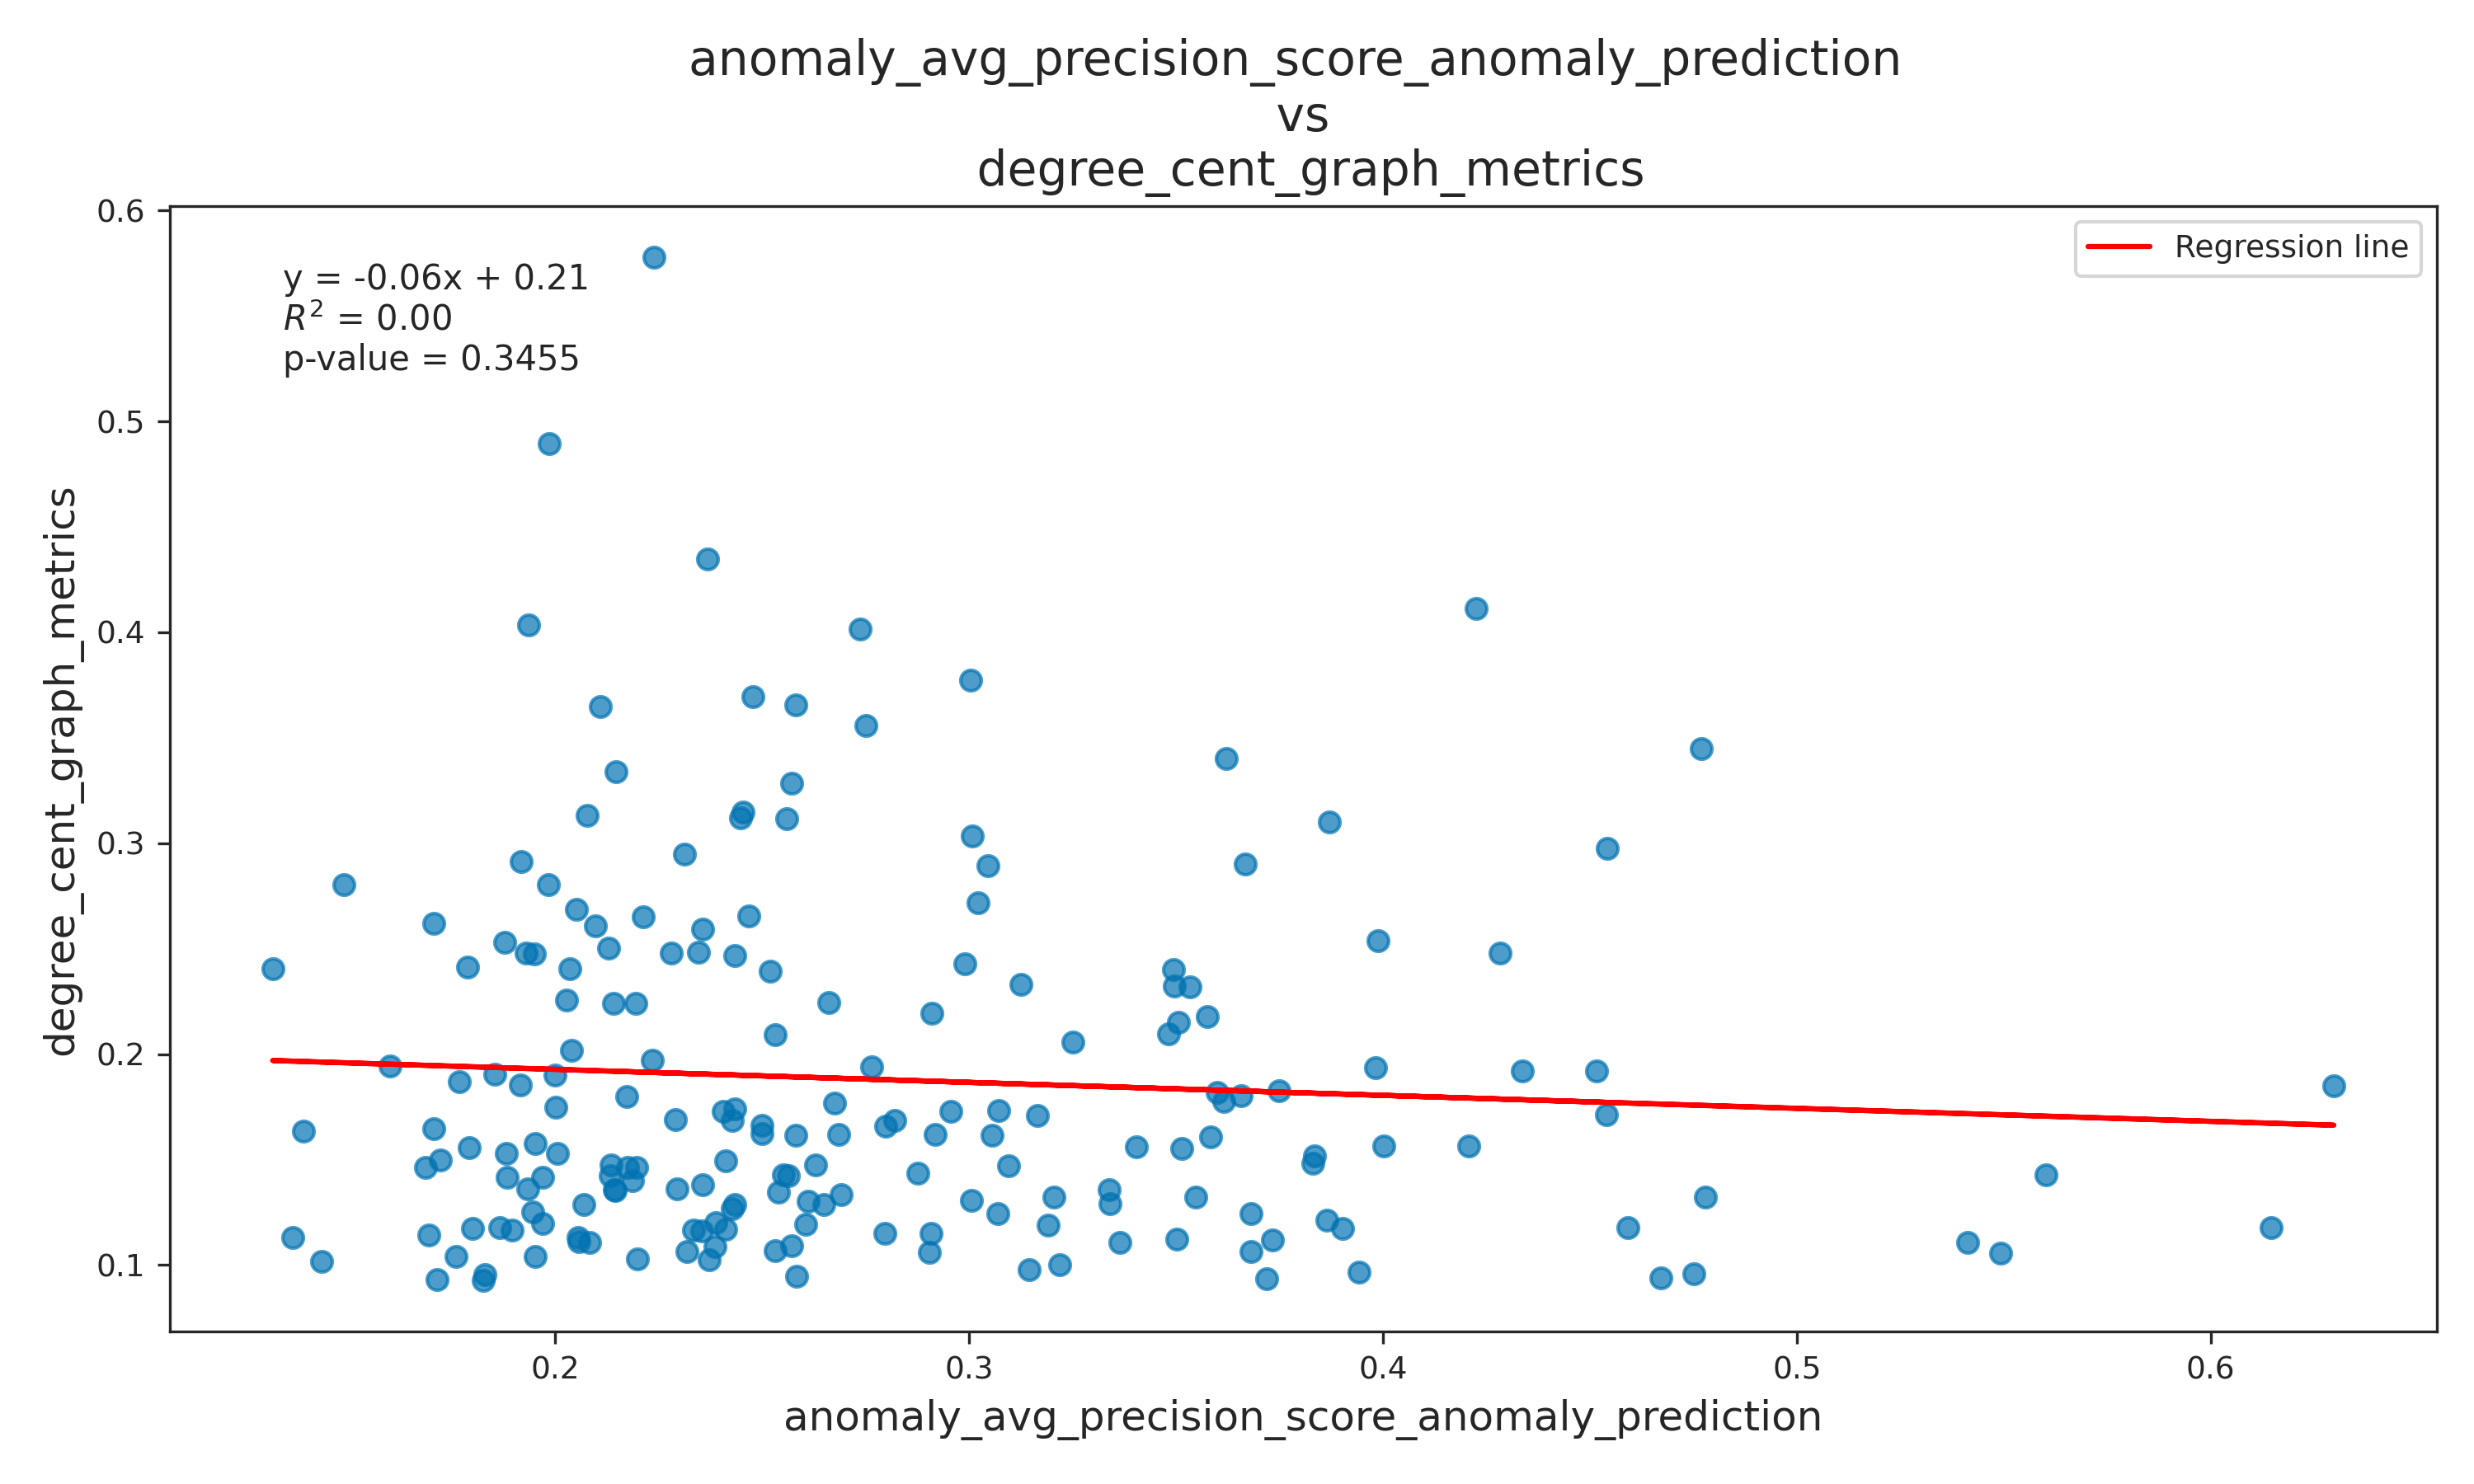 anomaly_avg_precision_score_anomaly_prediction
vs
degree_cent_graph_metrics
y = -0.06x + 0.21
R² = 0.00
p-value = 0.3455
Regression line
degree_cent_graph_metrics
0.6
0.5
0.4
0.3
0.2
0.1
0.2
0.3
0.4
0.5
0.6
anomaly_avg_precision_score_anomaly_prediction